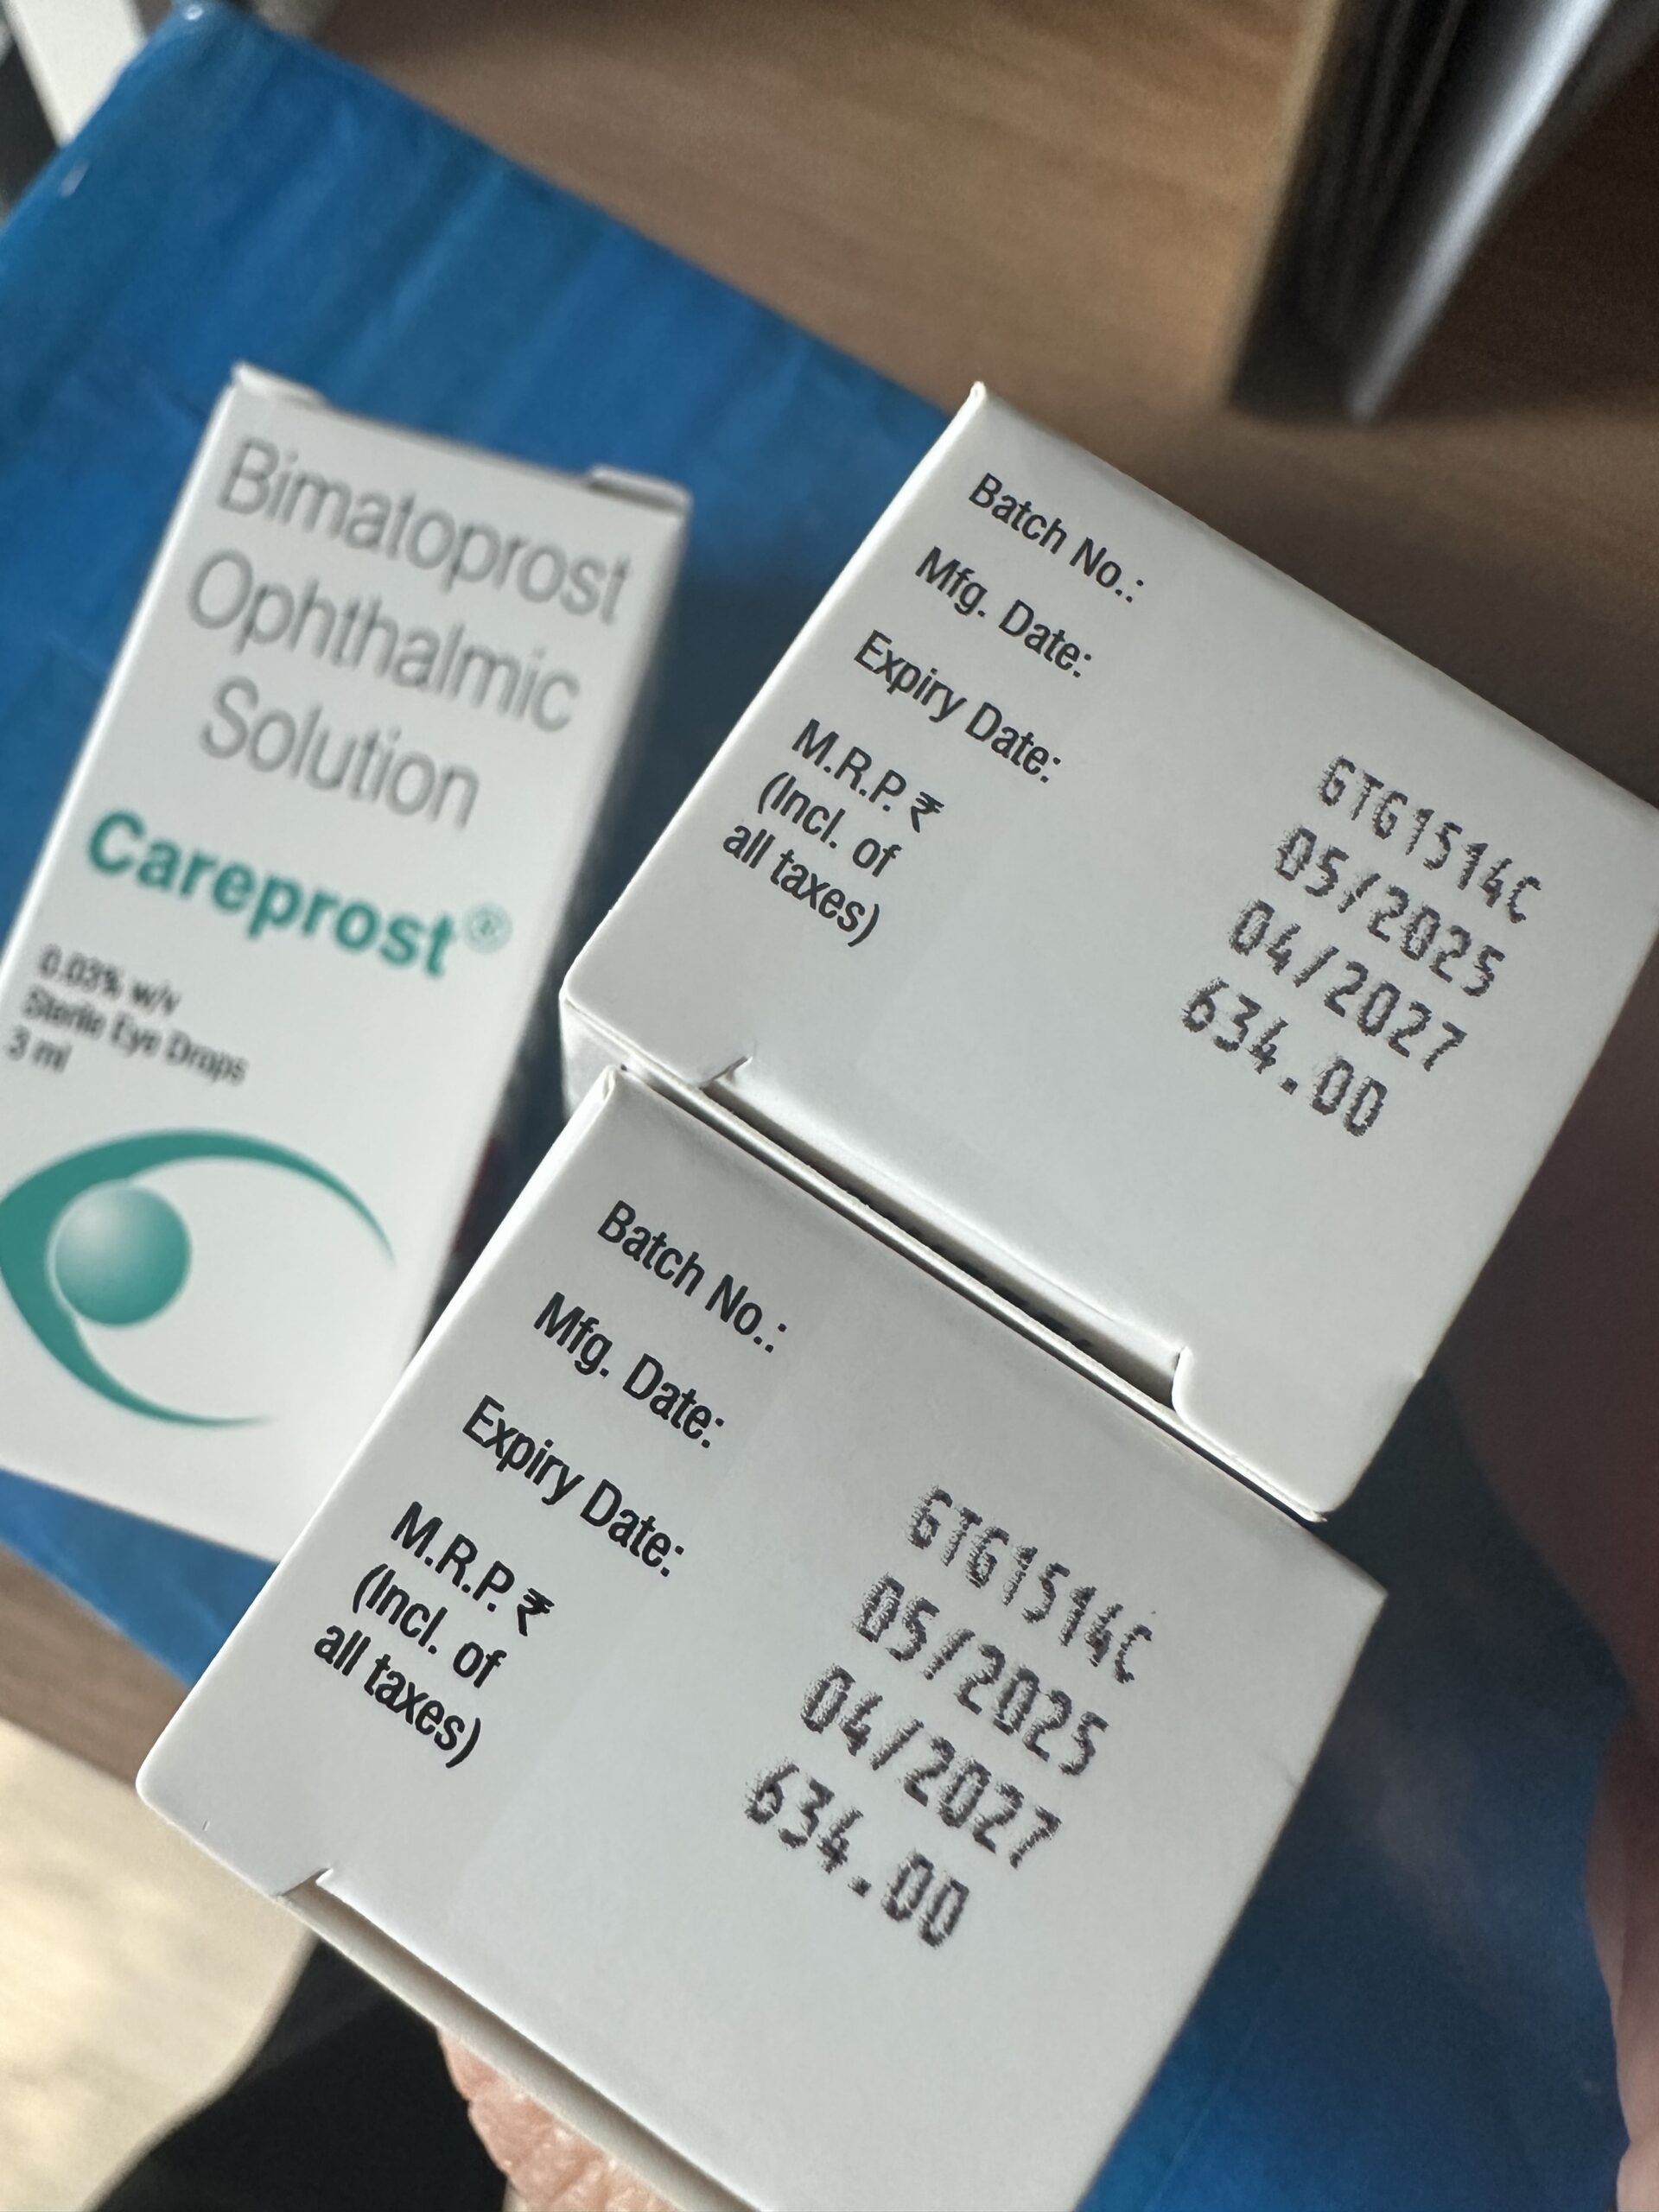 Bimatoprost
Ophthalmic
Solution
Careprost®
0.03% w/v
Sterile Eye Drops
3 ml
Batch No.: GTG1514C
Mfg. Date: 05/2025
Expiry Date: 04/2027
M.R.P. ₹ 634.00
(Incl. of
all taxes)
Batch No.: GTG1514C
Mfg. Date: 05/2025
Expiry Date: 04/2027
M.R.P. ₹ 634.00
(Incl. of
all taxes)